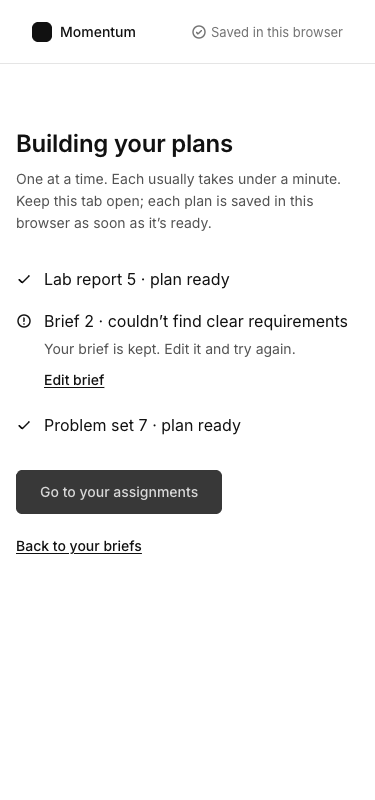 Momentum
Saved in this browser
Building your plans
One at a time. Each usually takes under a minute.
Keep this tab open; each plan is saved in this
browser as soon as it’s ready.
Lab report 5 · plan ready
Brief 2 · couldn’t find clear requirements
Your brief is kept. Edit it and try again.
Edit brief
Problem set 7 · plan ready
Go to your assignments
Back to your briefs